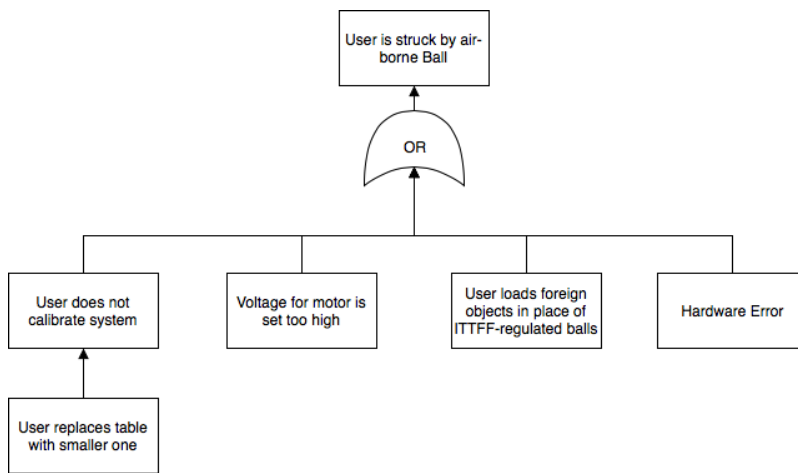 User is struck by air-
borne Ball
OR
User does not
calibrate system
Voltage for motor is
set too high
User loads foreign
objects in place of
ITTFF-regulated balls
Hardware Error
User replaces table
with smaller one